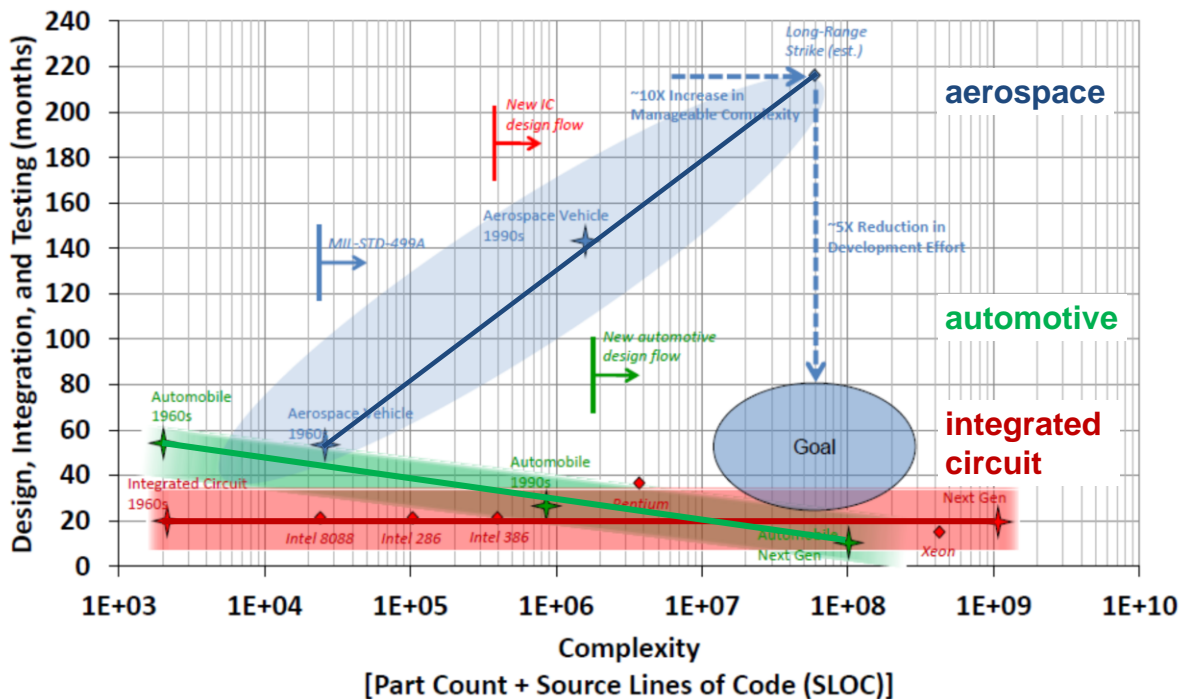 Design, Integration, and Testing (months)
240
220
200
180
160
140
120
100
80
60
40
20
0
Long-Range
Strike (est.)
~10X Increase in
Manageable Complexity
aerospace
New IC
design flow
Aerospace Vehicle
1990s
MIL-STD-499A
~5X Reduction in
Development Effort
automotive
New automotive
design flow
Automobile
1960s
Aerospace Vehicle
1960s
Goal
integrated
circuit
Automobile
1990s
Integrated Circuit
1960s
Pentium
Next Gen
Intel 8088
Intel 286
Intel 386
Automobile
Next Gen
Xeon
1E+03
1E+04
1E+05
1E+06
1E+07
1E+08
1E+09
1E+10
Complexity
[Part Count + Source Lines of Code (SLOC)]